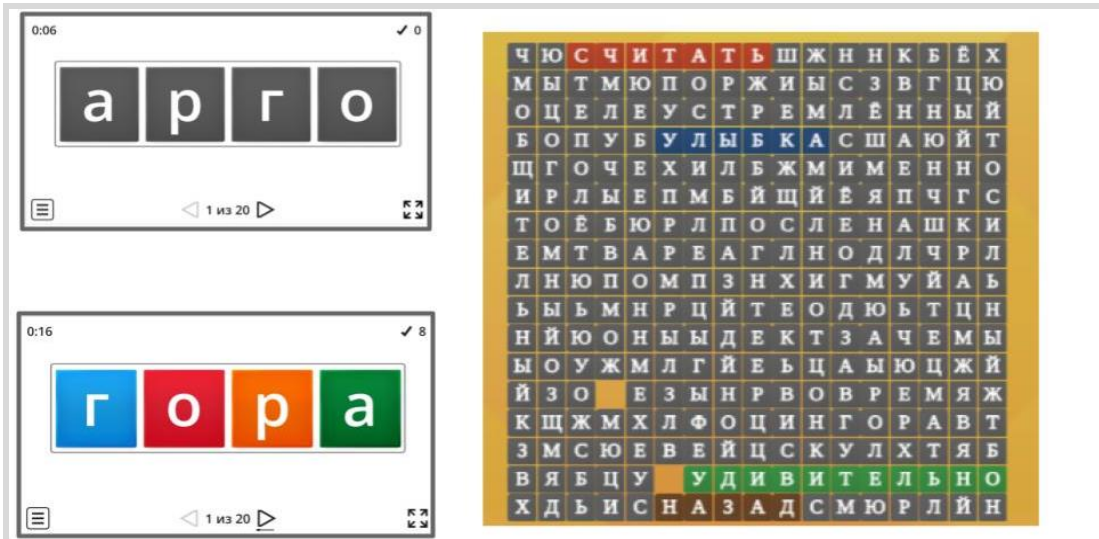 0:06 ✓ 0
а р г о
1 из 20
0:16 ✓ 8
г о р а
1 из 20
Ч Ю С Ч И Т А Т Ь Ш Ж Н Н К Б Ё Х
М Ы Т М Ю П О Р Ж И Ы С З В Г Ц Ю
О Ц Е Л Е У С Т Р Е М Л Ё Н Н Ы Й
Б О П У Б У Л Ы Б К А С Ш А Ю Й Т
Щ Г О Ч Е Х И Л Б Ж М И М Е Н Н О
И Р Л Ы Е П М Б Й Щ Й Ё Я П Ч Г С
Т О Ё Б Ю Р Л П О С Л Е Н А Ш К И
Е М Т В А Р Е А Г Л Н О Д Л Ч Р Л
Л Н Ю П О М П З Н Х И Г М У Й А Ь
Ь Ы Ь М Н Р Ц Й Т Е О Д Ю Ь Т Ц Н
Н Й Ю О Н Ы Ы Д Е К Т З А Ч Е М Ы
Ы О У Ж М Л Г Й Е Ь Ц А Ы Ю Ц Ж Й
Й З О Е З Ы Н Р В О В Р Е М Я Ж
К Щ Ж М Х Л Ф О Ц И Н Г О Р А В Т
З М С Ю Е В Е Й Ц С К У Л Х Т Я Б
В Я Б Ц У У Д И В И Т Е Л Ь Н О
Х Д Ь И С Н А З А Д С М Ю Р Л Й Н